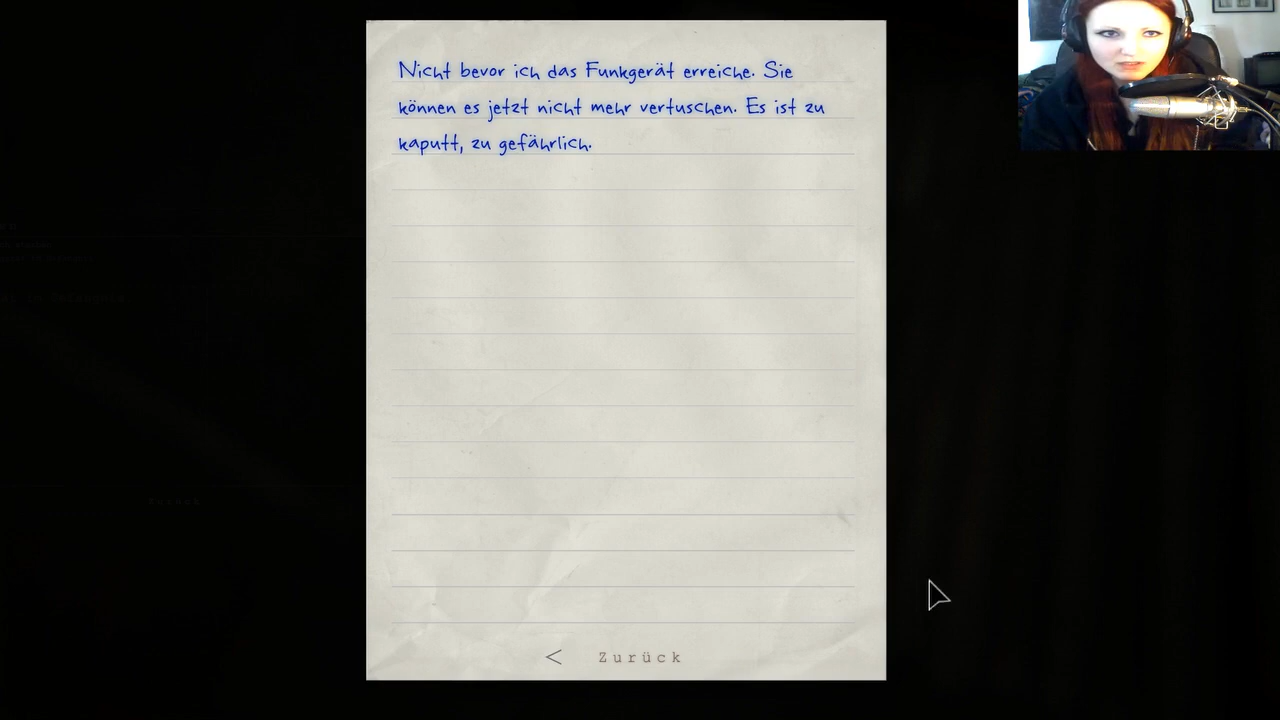 Nicht bevor ich das Funkgerät erreiche. Sie
können es jetzt nicht mehr vertuschen. Es ist zu
kaputt, zu gefährlich.
< Zurück